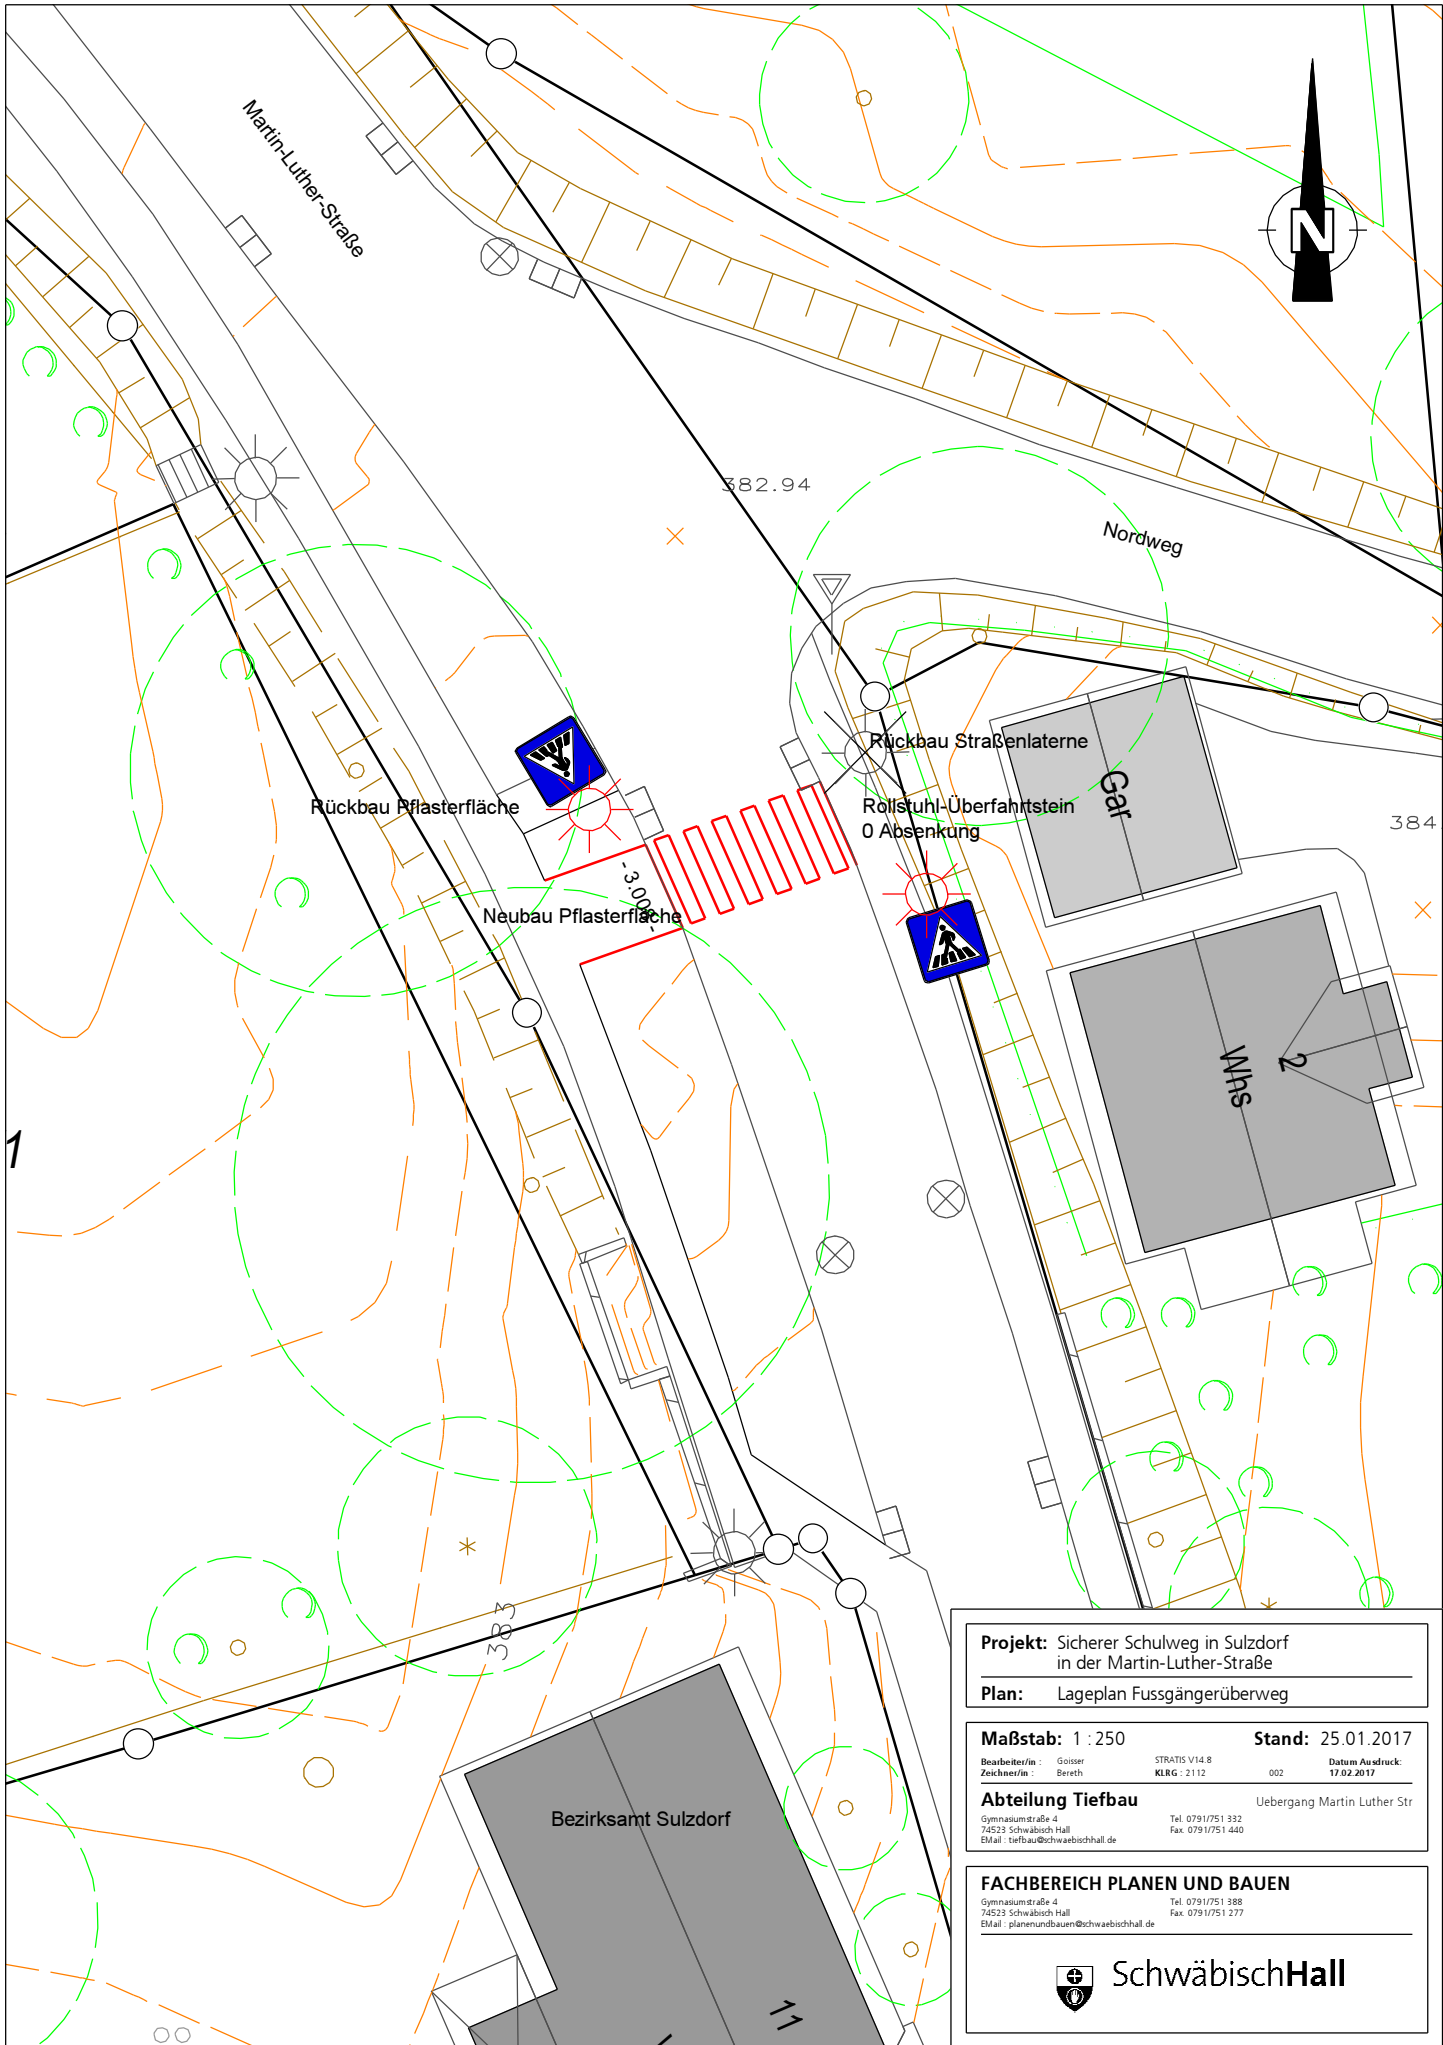 Martin-Luther-Straße
N
382.94
Nordweg
Rückbau Straßenlaterne
Gar
Rückbau Pflasterfläche
Rollstuhl-Überfahrtstein
0 Absenkung
384.
- 3.008 -
Neubau Pflasterfläche
Whs
2
1
383
Projekt: Sicherer Schulweg in Sulzdorf
in der Martin-Luther-Straße
Plan: Lageplan Fussgängerüberweg
Maßstab: 1 : 250 Stand: 25.01.2017
Bearbeiter/in : Goisser STRATIS V14.8 Datum Ausdruck:
Zeichner/in : Bereth KLRG : 2112 002 17.02.2017
Abteilung Tiefbau Uebergang Martin Luther Str
Gymnasiumstraße 4 Tel. 0791/751 332
74523 Schwäbisch Hall Fax. 0791/751 440
EMail : tiefbau@schwaebischhall.de
Bezirksamt Sulzdorf
FACHBEREICH PLANEN UND BAUEN
Gymnasiumstraße 4 Tel. 0791/751 388
74523 Schwäbisch Hall Fax. 0791/751 277
EMail : planenundbauen@schwaebischhall.de
SchwäbischHall
11